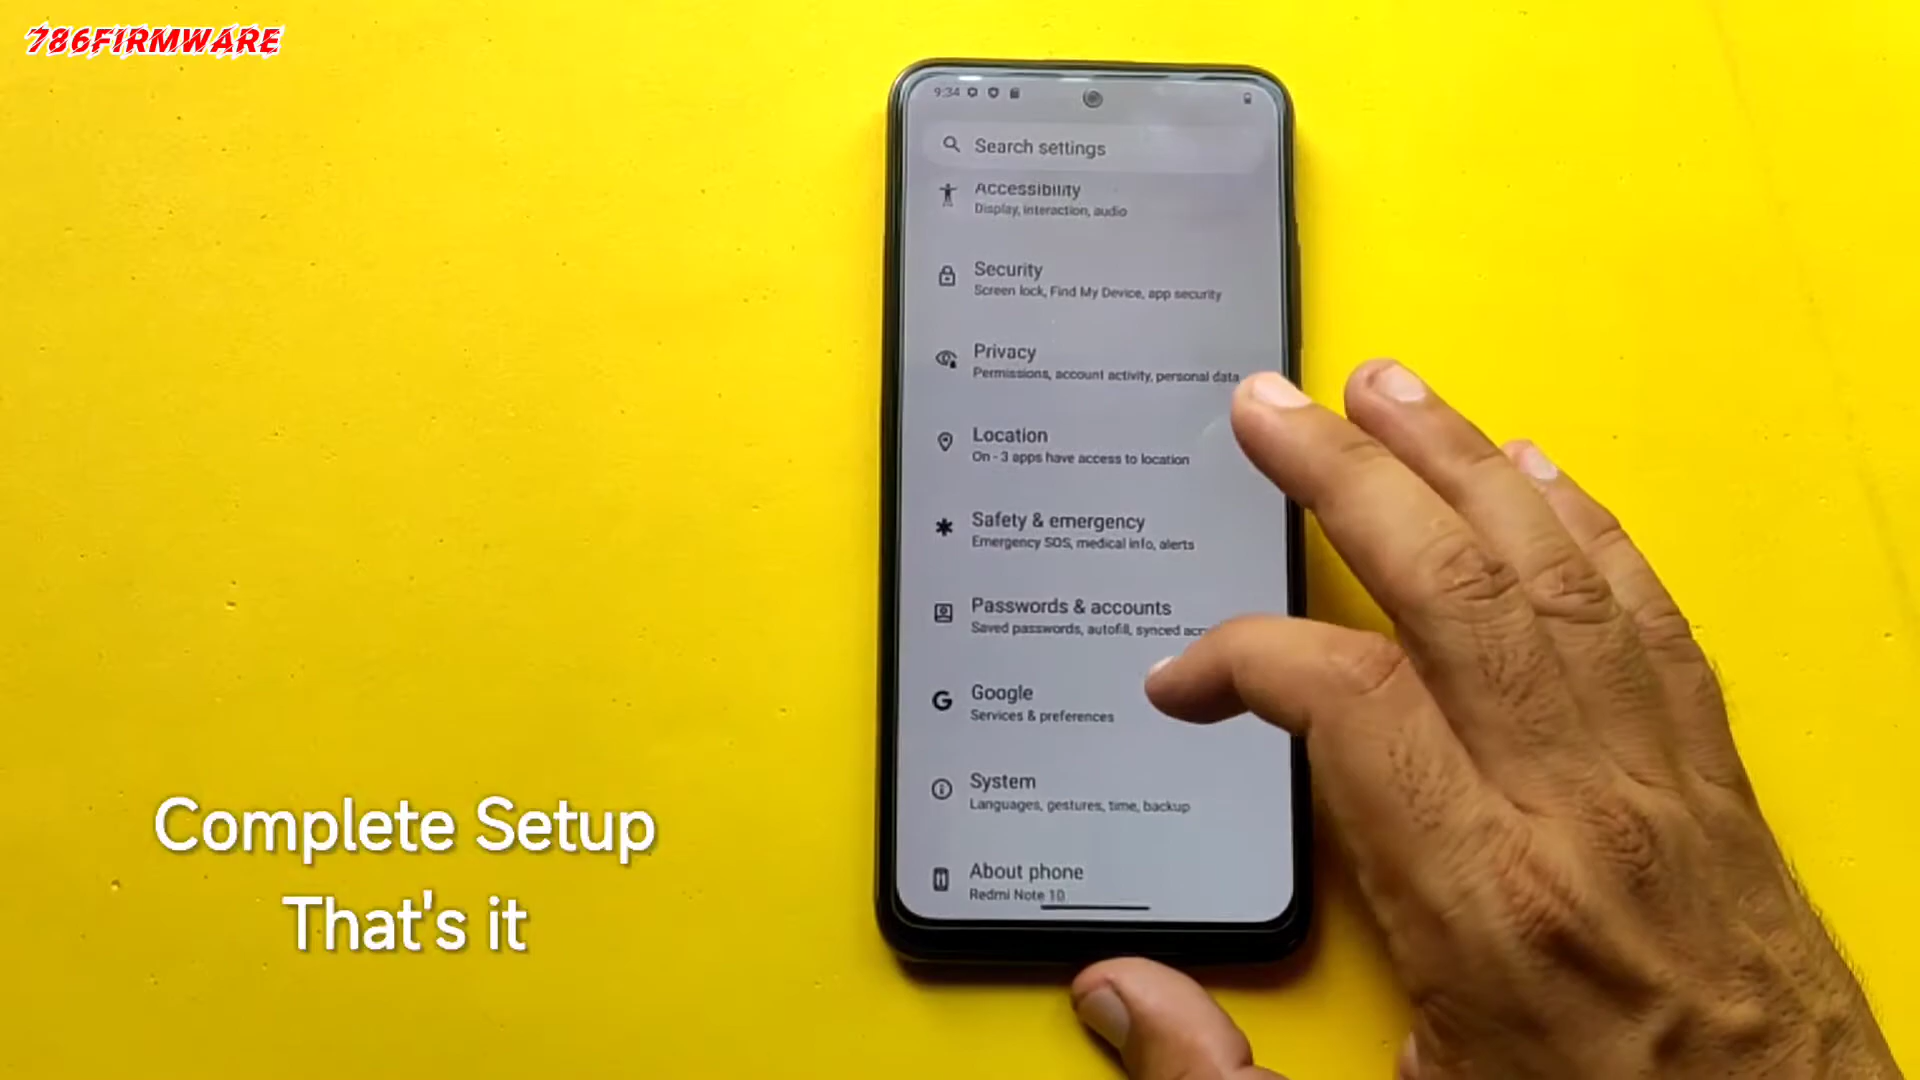 786FIRMWARE
9:34
Search settings
Accessibility
Display, interaction, audio
Security
Screen lock, Find My Device, app security
Privacy
Permissions, account activity, personal data
Location
On - 3 apps have access to location
Safety & emergency
Emergency SOS, medical info, alerts
Passwords & accounts
Saved passwords, autofill, synced
Google
Services & preferences
System
Languages, gestures, time, backup
About phone
Redmi Note 10
Complete Setup
That's it